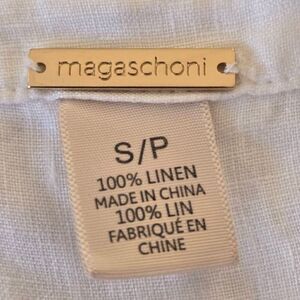 magaschoni
S/P
100% LINEN
MADE IN CHINA
100% LIN
FABRIQUÉ EN
CHINE